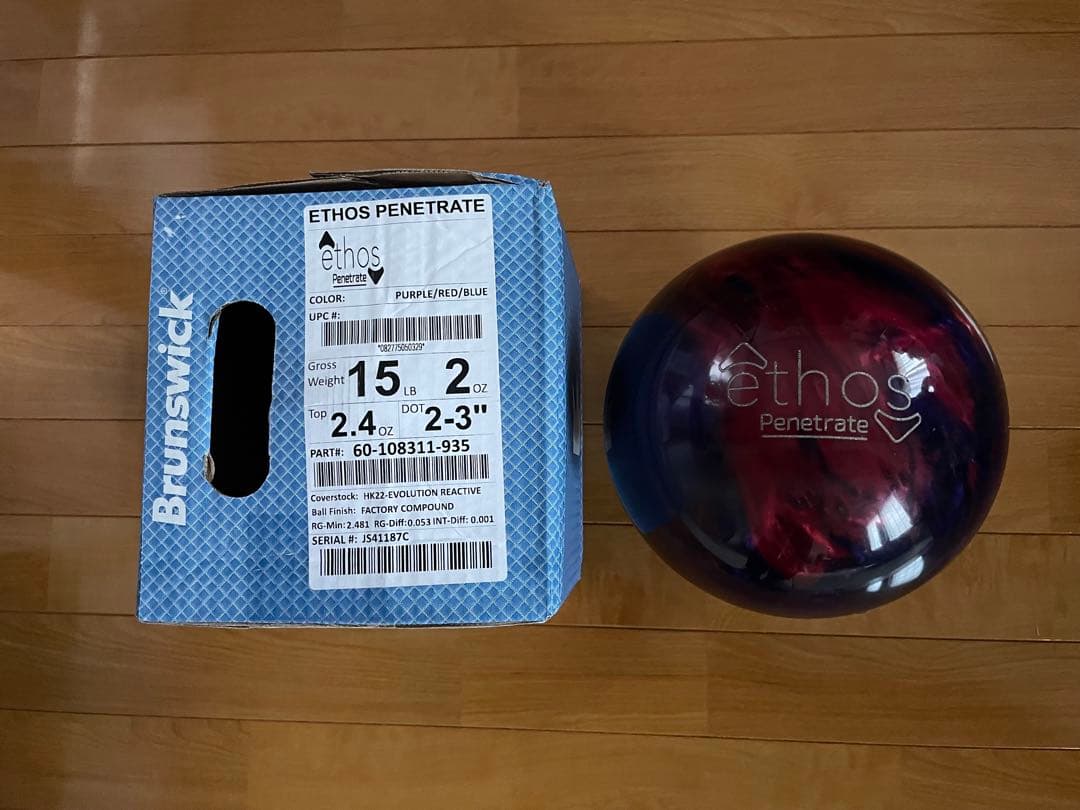 Brunswick®
ETHOS PENETRATE
ethos
Penetrate
COLOR: PURPLE/RED/BLUE
UPC #:
*082775050329*
Gross Weight 15 LB 2 OZ
Top 2.4 OZ DOT 2-3"
PART#: 60-108311-935
Coverstock: HK22-EVOLUTION REACTIVE
Ball Finish: FACTORY COMPOUND
RG-Min: 2.481 RG-Diff: 0.053 INT-Diff: 0.001
SERIAL #: JS41187C
ethos
Penetrate